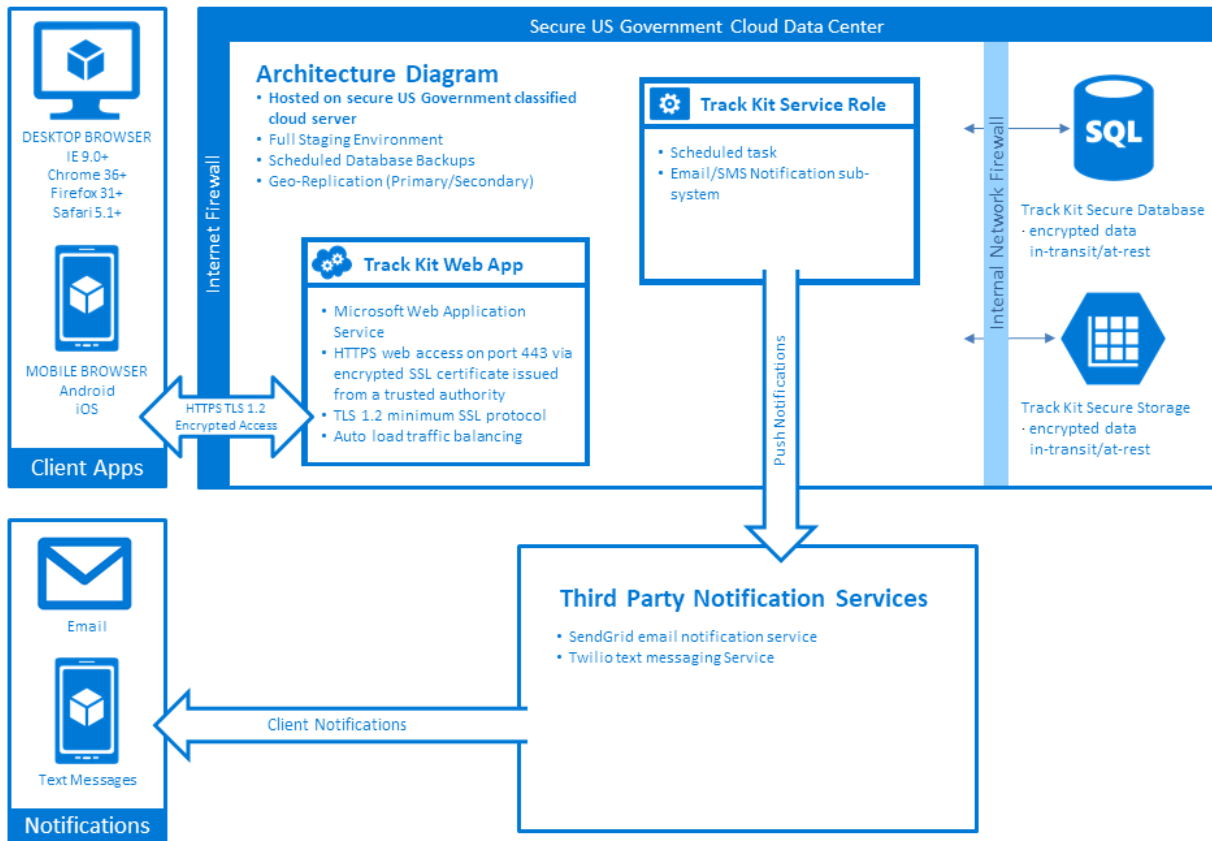 DESKTOP BROWSER
IE 9.0+
Chrome 36+
Firefox 31+
Safari 5.1+
MOBILE BROWSER
Android
iOS
Client Apps
HTTPS TLS 1.2
Encrypted Access
Secure US Government Cloud Data Center
Internet Firewall
Architecture Diagram
• Hosted on secure US Government classified
cloud server
• Full Staging Environment
• Scheduled Database Backups
• Geo-Replication (Primary/Secondary)
Track Kit Web App
• Microsoft Web Application
Service
• HTTPS web access on port 443 via
encrypted SSL certificate issued
from a trusted authority
• TLS 1.2 minimum SSL protocol
• Auto load traffic balancing
Track Kit Service Role
• Scheduled task
• Email/SMS Notification sub-
system
Push Notifications
Internal Network Firewall
SQL
Track Kit Secure Database
· encrypted data
in-transit/at-rest
Track Kit Secure Storage
· encrypted data
in-transit/at-rest
Third Party Notification Services
• SendGrid email notification service
• Twilio text messaging Service
Client Notifications
Email
Text Messages
Notifications